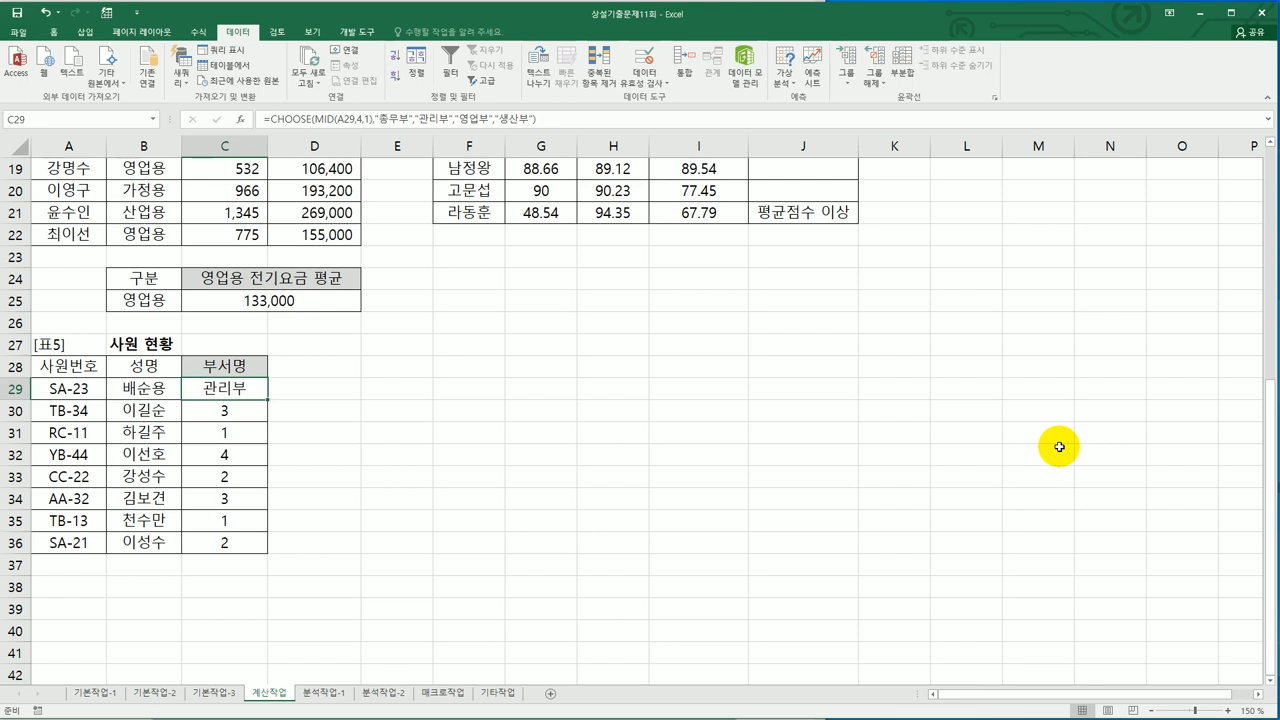 상설기출문제11회 - Excel
파일 홈 삽입 페이지 레이아웃 수식 데이터 검토 보기 개발 도구 수행할 작업을 알려 주세요. 공유
Access 웹 텍스트 기타 원본에서 기존 연결 새쿼리 쿼리 표시 테이블에서 최근에 사용한 원본 모두 새로 고침 연결 속성 연결 편집 정렬 필터 지우기 다시 적용 고급 텍스트 나누기 빠른 채우기 중복된 항목 제거 데이터 유효성 검사 통합 관계 데이터 모델 관리 가상 분석 예측 시트 그룹 그룹 해제 부분합 하위 수준 표시 하위 수준 숨기기
외부 데이터 가져오기 가져오기 및 변환 연결 정렬 및 필터 데이터 도구 예측 윤곽선
C29 =CHOOSE(MID(A29,4,1),"총무부","관리부","영업부","생산부")
A B C D E F G H I J K L M N O P
19 강명수 영업용 532 106,400 남정왕 88.66 89.12 89.54
20 이영구 가정용 966 193,200 고문섭 90 90.23 77.45
21 윤수인 산업용 1,345 269,000 라동훈 48.54 94.35 67.79 평균점수 이상
22 최이선 영업용 775 155,000
23
24 구분 영업용 전기요금 평균
25 영업용 133,000
26
27 [표5] 사원 현황
28 사원번호 성명 부서명
29 SA-23 배순용 관리부
30 TB-34 이길순 3
31 RC-11 하길주 1
32 YB-44 이선호 4
33 CC-22 강성수 2
34 AA-32 김보견 3
35 TB-13 천수만 1
36 SA-21 이성수 2
37
38
39
40
41
42
기본작업-1 기본작업-2 기본작업-3 계산작업 분석작업-1 분석작업-2 매크로작업 기타작업
준비 150 %